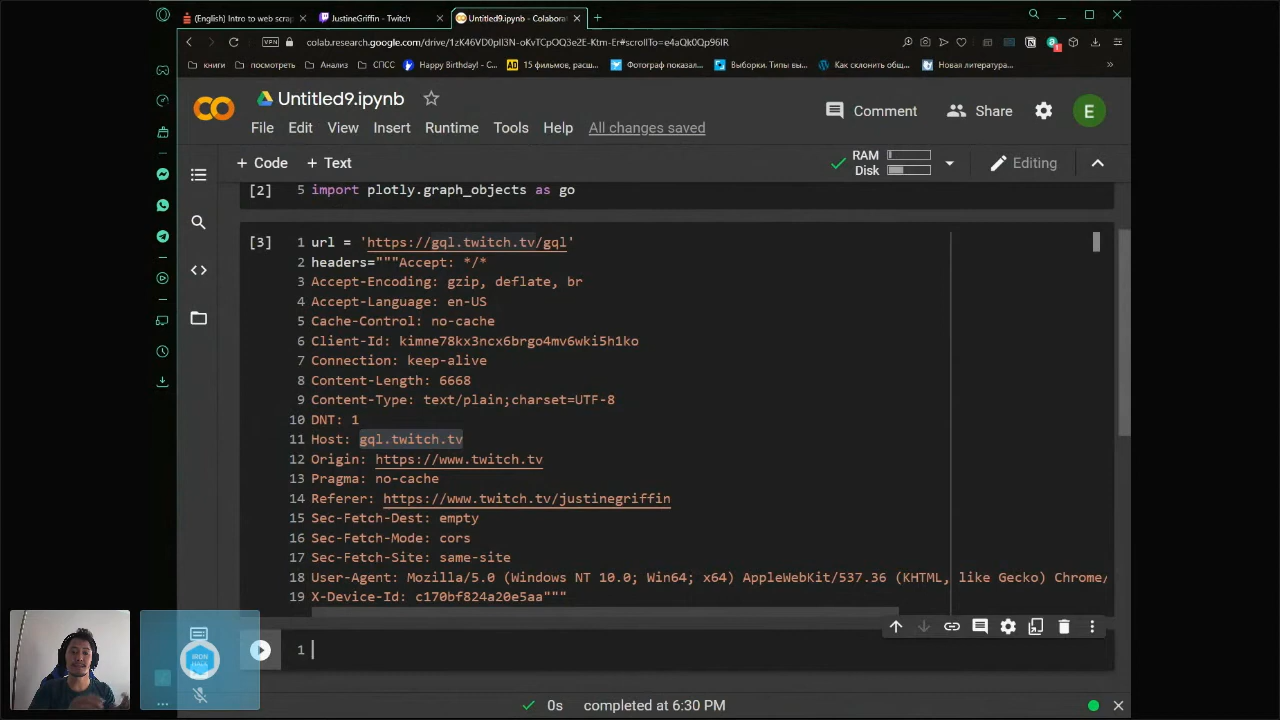 (English) Intro to web scrap
JustineGriffin - Twitch
Untitled9.ipynb - Colabora
VPN
colab.research.google.com/drive/1zK46VD0pII3N-oKvTCpOQ3e2E-Ktm-Er#scrollTo=e4aQk0Qp96IR
книги
посмотреть
Анализ
СПСС
Happy Birthday! - C...
15 фильмов, расш...
Фотограф показал...
Выборки. Типы вы...
Как склонить общ...
Новая литература...
Untitled9.ipynb
Comment
Share
E
File Edit View Insert Runtime Tools Help All changes saved
+ Code + Text
RAM
Disk
Editing
[2] 5 import plotly.graph_objects as go
[3] 1 url = 'https://gql.twitch.tv/gql'
2 headers="""Accept: */*
3 Accept-Encoding: gzip, deflate, br
4 Accept-Language: en-US
5 Cache-Control: no-cache
6 Client-Id: kimne78kx3ncx6brgo4mv6wki5h1ko
7 Connection: keep-alive
8 Content-Length: 6668
9 Content-Type: text/plain;charset=UTF-8
10 DNT: 1
11 Host: gql.twitch.tv
12 Origin: https://www.twitch.tv
13 Pragma: no-cache
14 Referer: https://www.twitch.tv/justinegriffin
15 Sec-Fetch-Dest: empty
16 Sec-Fetch-Mode: cors
17 Sec-Fetch-Site: same-site
18 User-Agent: Mozilla/5.0 (Windows NT 10.0; Win64; x64) AppleWebKit/537.36 (KHTML, like Gecko) Chrome/
19 X-Device-Id: c170bf824a20e5aa"""
1
IRON
0s completed at 6:30 PM